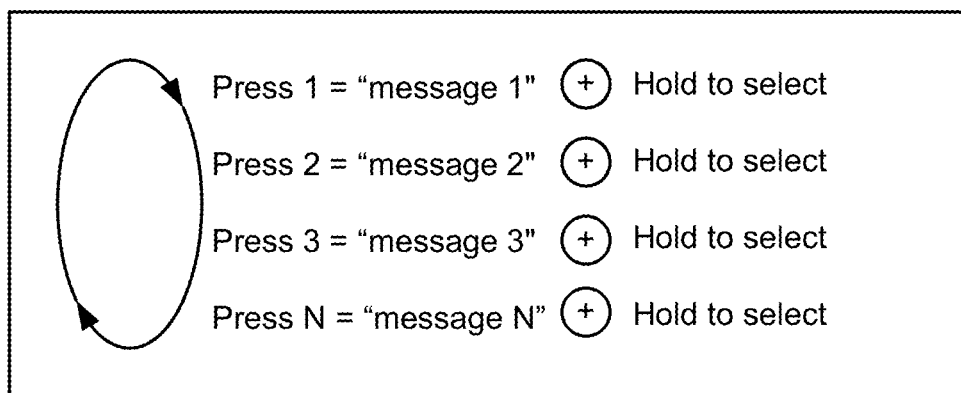 Press 1 = “message 1" + Hold to select
Press 2 = “message 2" + Hold to select
Press 3 = “message 3" + Hold to select
Press N = “message N” + Hold to select